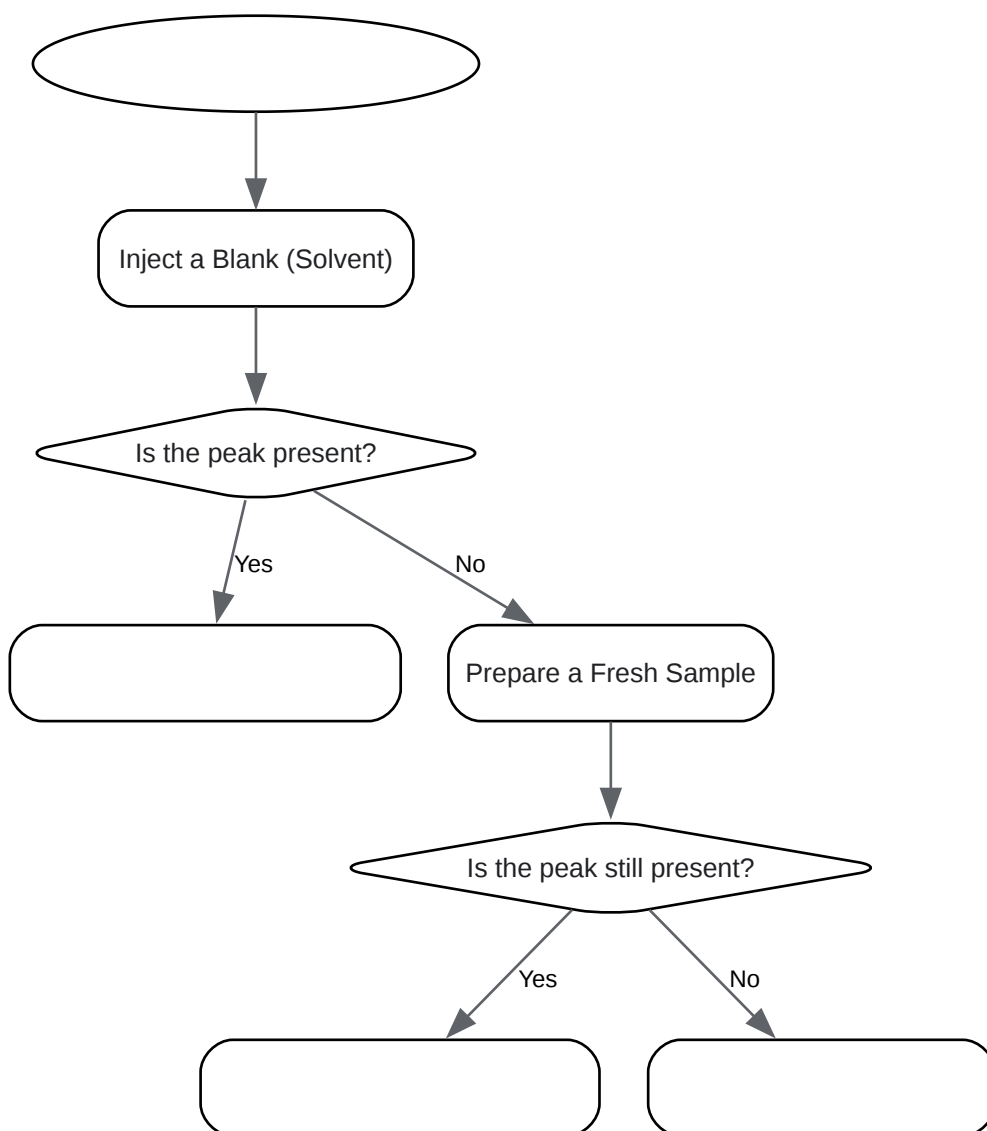 Inject a Blank (Solvent)
Is the peak present?
Yes
No
Prepare a Fresh Sample
Is the peak still present?
Yes
No